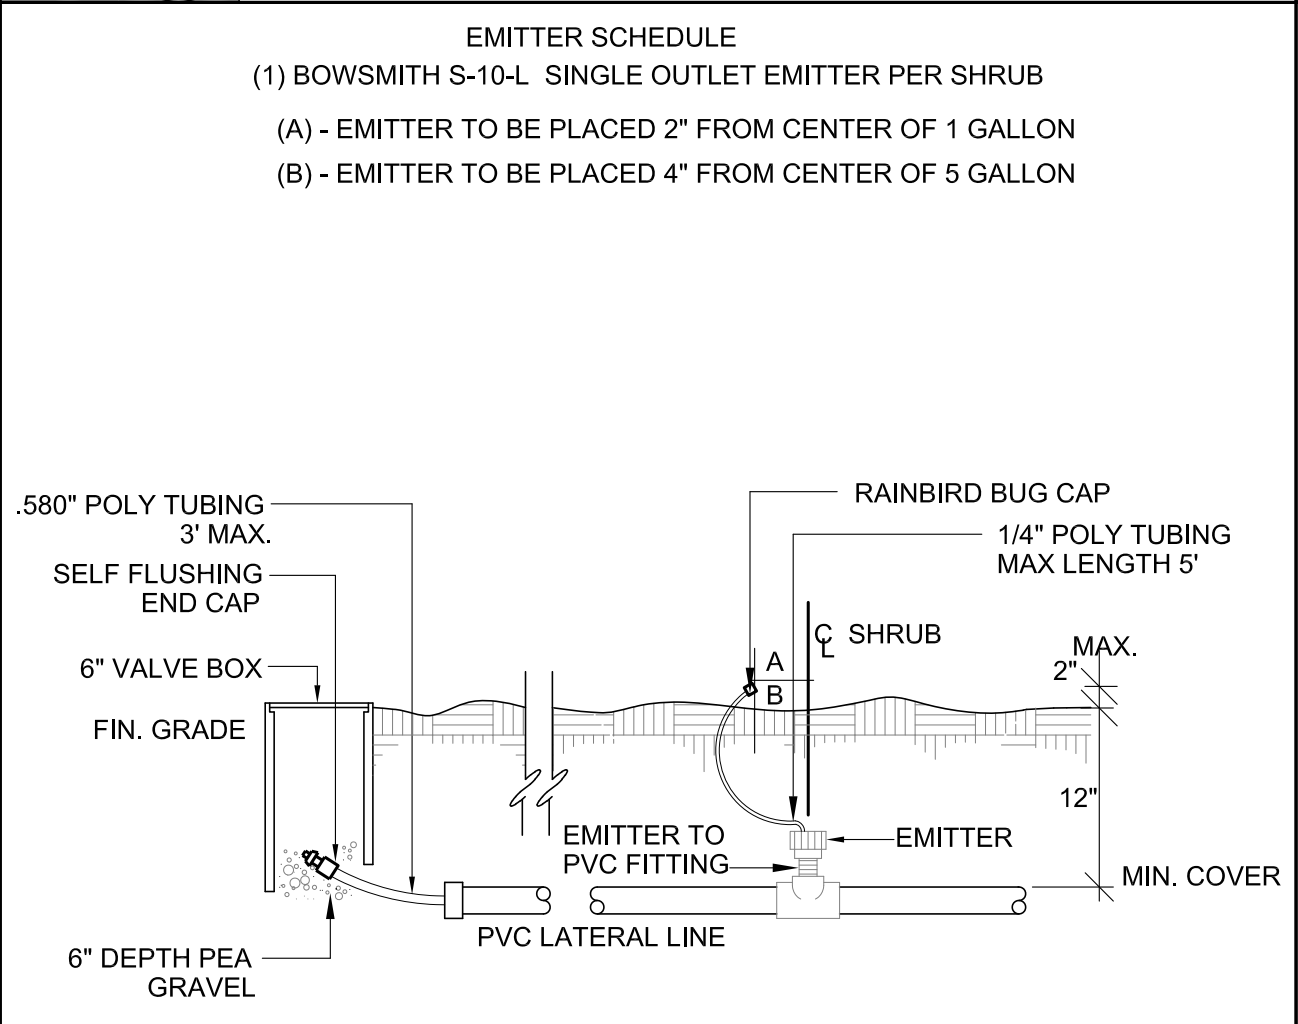 EMITTER SCHEDULE
(1) BOWSMITH S-10-L SINGLE OUTLET EMITTER PER SHRUB
(A) - EMITTER TO BE PLACED 2" FROM CENTER OF 1 GALLON
(B) - EMITTER TO BE PLACED 4" FROM CENTER OF 5 GALLON
.580" POLY TUBING
3' MAX.
SELF FLUSHING
END CAP
6" VALVE BOX
FIN. GRADE
6" DEPTH PEA
GRAVEL
RAINBIRD BUG CAP
1/4" POLY TUBING
MAX LENGTH 5'
CL SHRUB
A
B
MAX.
2"
12"
MIN. COVER
EMITTER TO
PVC FITTING
EMITTER
PVC LATERAL LINE